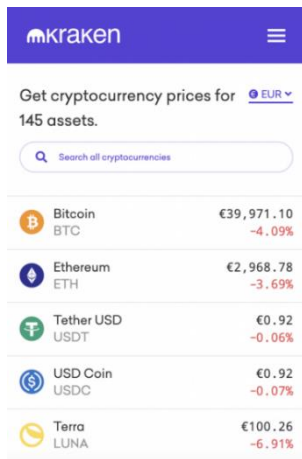 mkraken
Get cryptocurrency prices for
EUR
145 assets.
Search all cryptocurrencies
Bitcoin €39,971.10
BTC -4.09%
Ethereum €2,968.78
ETH -3.69%
Tether USD €0.92
USDT -0.06%
USD Coin €0.92
USDC -0.07%
Terra €100.26
LUNA -6.91%